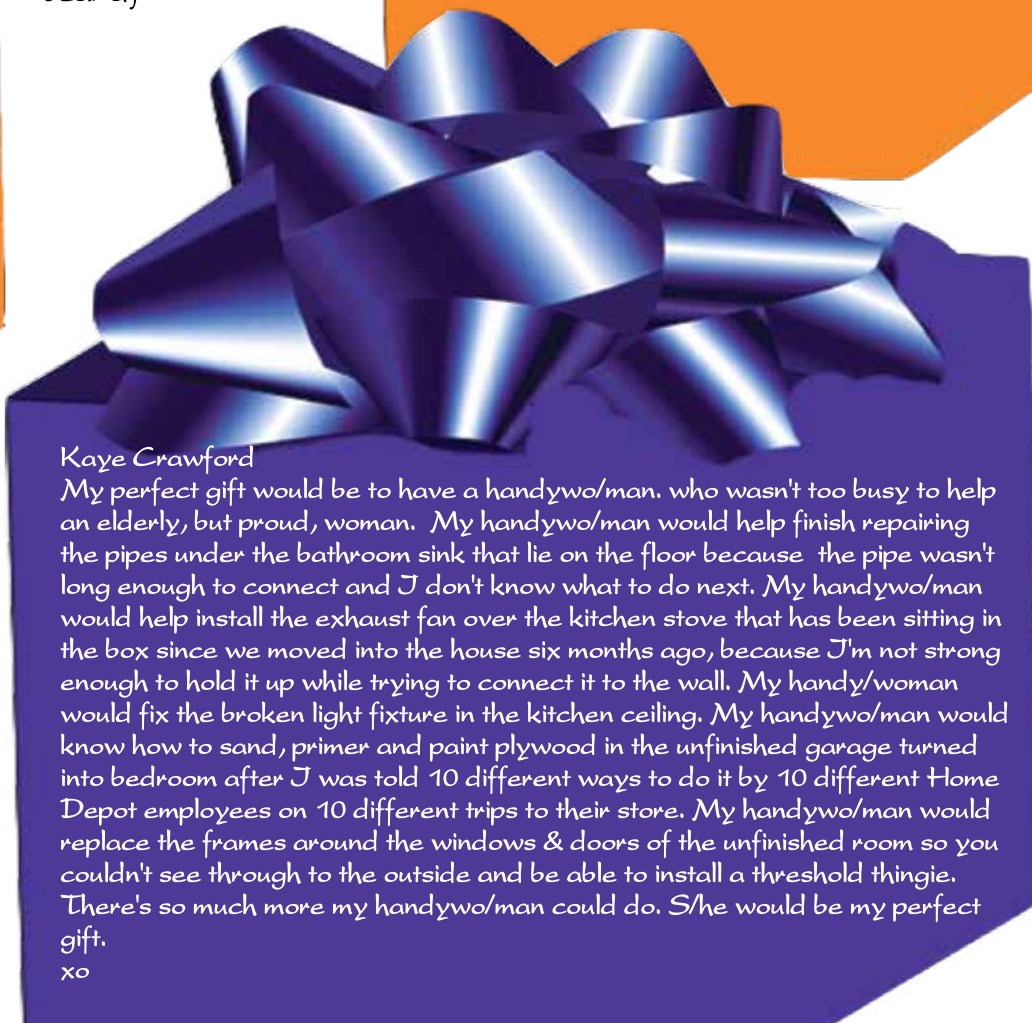 Kaye Crawford
My perfect gift would be to have a handywo/man. who wasn't too busy to help
an elderly, but proud, woman.  My handywo/man would help finish repairing
the pipes under the bathroom sink that lie on the floor because  the pipe wasn't
long enough to connect and I don't know what to do next. My handywo/man
would help install the exhaust fan over the kitchen stove that has been sitting in
the box since we moved into the house six months ago, because I'm not strong
enough to hold it up while trying to connect it to the wall. My handy/woman
would fix the broken light fixture in the kitchen ceiling. My handywo/man would
know how to sand, primer and paint plywood in the unfinished garage turned
into bedroom after I was told 10 different ways to do it by 10 different Home
Depot employees on 10 different trips to their store. My handywo/man would
replace the frames around the windows & doors of the unfinished room so you
couldn't see through to the outside and be able to install a threshold thingie.
There's so much more my handywo/man could do. S/he would be my perfect
gift.
xo